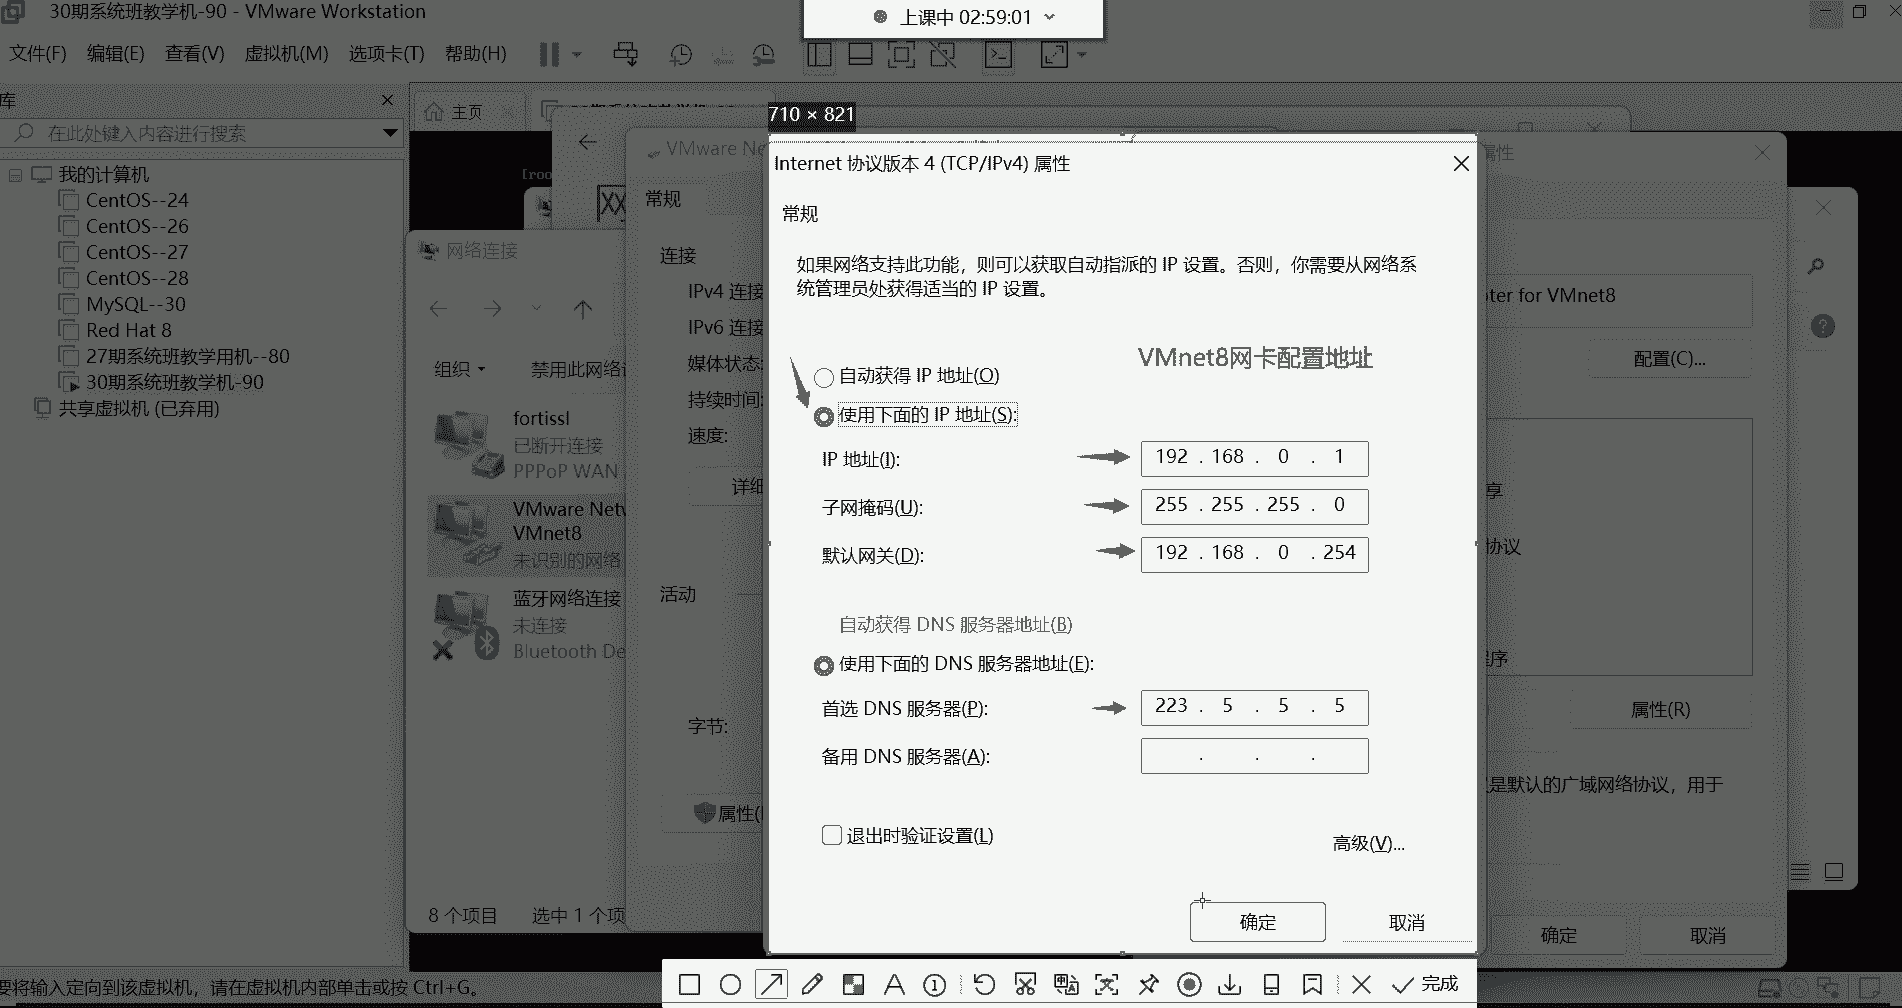 30期系统班教学机-90 - VMware Workstation
上课中 02:59:01
文件(F) 编辑(E) 查看(V) 虚拟机(M) 选项卡(T) 帮助(H)
库
在此处键入内容进行搜索
我的计算机
CentOS--24
CentOS--26
CentOS--27
CentOS--28
MySQL--30
Red Hat 8
27期系统班教学用机--80
30期系统班教学机-90
共享虚拟机 (已弃用)
主页
[roo
网络连接
组织
禁用此网络
fortissl
已断开连接
PPPoP WAN
VMware Netw
VMnet8
未识别的网络
蓝牙网络连接
未连接
Bluetooth De
8 个项目 选中 1 个项
VMware Ne
常规
连接
IPv4 连接
IPv6 连接
媒体状态:
持续时间:
速度:
详细
活动
字节:
属性(
710 × 821
Internet 协议版本 4 (TCP/IPv4) 属性
常规
如果网络支持此功能，则可以获取自动指派的 IP 设置。否则，你需要从网络系
统管理员处获得适当的 IP 设置。
VMnet8网卡配置地址
自动获得 IP 地址(O)
使用下面的 IP 地址(S):
IP 地址(I): 192 . 168 . 0 . 1
子网掩码(U): 255 . 255 . 255 . 0
默认网关(D): 192 . 168 . 0 . 254
自动获得 DNS 服务器地址(B)
使用下面的 DNS 服务器地址(E):
首选 DNS 服务器(P): 223 . 5 . 5 . 5
备用 DNS 服务器(A): . . .
退出时验证设置(L)
高级(V)...
确定 取消
属性
ter for VMnet8
配置(C)...
享
协议
程序
属性(R)
是默认的广域网络协议，用于
确定 取消
完成
要将输入定向到该虚拟机，请在虚拟机内部单击或按 Ctrl+G。